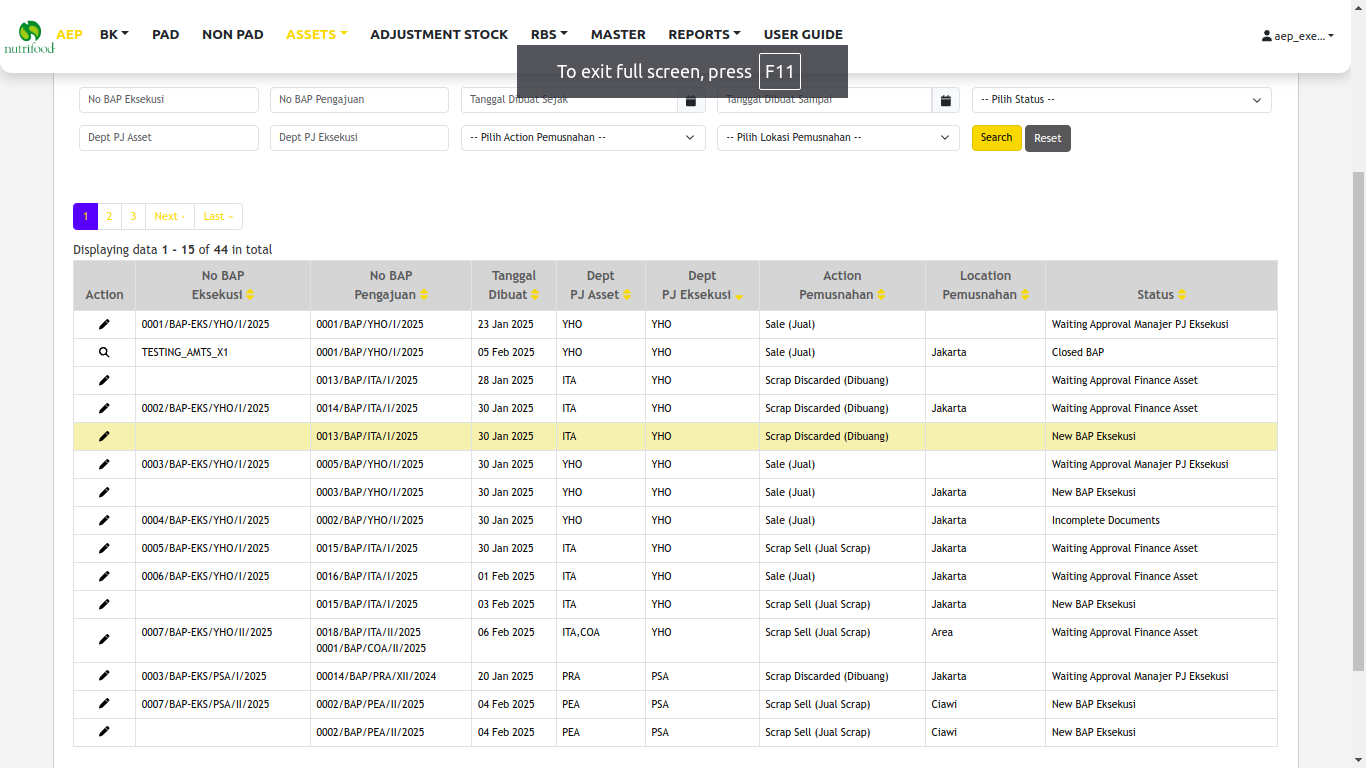 nutrifood
AEP BK PAD NON PAD ASSETS ADJUSTMENT STOCK RBS MASTER REPORTS USER GUIDE aep_exe...
To exit full screen, press F11
No BAP Eksekusi No BAP Pengajuan Tanggal Dibuat Sejak Tanggal Dibuat Sampai -- Pilih Status --
Dept PJ Asset Dept PJ Eksekusi -- Pilih Action Pemusnahan -- -- Pilih Lokasi Pemusnahan -- Search Reset
1 2 3 Next › Last »
Displaying data 1 - 15 of 44 in total
Action No BAP Eksekusi No BAP Pengajuan Tanggal Dibuat Dept PJ Asset Dept PJ Eksekusi Action Pemusnahan Location Pemusnahan Status
0001/BAP-EKS/YHO/I/2025 0001/BAP/YHO/I/2025 23 Jan 2025 YHO YHO Sale (Jual) Waiting Approval Manajer PJ Eksekusi
TESTING_AMTS_X1 0001/BAP/YHO/I/2025 05 Feb 2025 YHO YHO Sale (Jual) Jakarta Closed BAP
0013/BAP/ITA/I/2025 28 Jan 2025 ITA YHO Scrap Discarded (Dibuang) Waiting Approval Finance Asset
0002/BAP-EKS/YHO/I/2025 0014/BAP/ITA/I/2025 30 Jan 2025 ITA YHO Scrap Discarded (Dibuang) Jakarta Waiting Approval Finance Asset
0013/BAP/ITA/I/2025 30 Jan 2025 ITA YHO Scrap Discarded (Dibuang) New BAP Eksekusi
0003/BAP-EKS/YHO/I/2025 0005/BAP/YHO/I/2025 30 Jan 2025 YHO YHO Sale (Jual) Waiting Approval Manajer PJ Eksekusi
0003/BAP/YHO/I/2025 30 Jan 2025 YHO YHO Sale (Jual) Jakarta New BAP Eksekusi
0004/BAP-EKS/YHO/I/2025 0002/BAP/YHO/I/2025 30 Jan 2025 YHO YHO Sale (Jual) Jakarta Incomplete Documents
0005/BAP-EKS/YHO/I/2025 0015/BAP/ITA/I/2025 30 Jan 2025 ITA YHO Scrap Sell (Jual Scrap) Jakarta Waiting Approval Finance Asset
0006/BAP-EKS/YHO/I/2025 0016/BAP/ITA/I/2025 01 Feb 2025 ITA YHO Sale (Jual) Jakarta Waiting Approval Finance Asset
0015/BAP/ITA/I/2025 03 Feb 2025 ITA YHO Scrap Sell (Jual Scrap) Jakarta New BAP Eksekusi
0007/BAP-EKS/YHO/II/2025 0018/BAP/ITA/II/2025 06 Feb 2025 ITA,COA YHO Scrap Sell (Jual Scrap) Area Waiting Approval Finance Asset
0001/BAP/COA/II/2025
0003/BAP-EKS/PSA/I/2025 00014/BAP/PRA/XII/2024 20 Jan 2025 PRA PSA Scrap Discarded (Dibuang) Jakarta Waiting Approval Manajer PJ Eksekusi
0007/BAP-EKS/PSA/II/2025 0002/BAP/PEA/II/2025 04 Feb 2025 PEA PSA Scrap Sell (Jual Scrap) Ciawi New BAP Eksekusi
0002/BAP/PEA/II/2025 04 Feb 2025 PEA PSA Scrap Sell (Jual Scrap) Ciawi New BAP Eksekusi